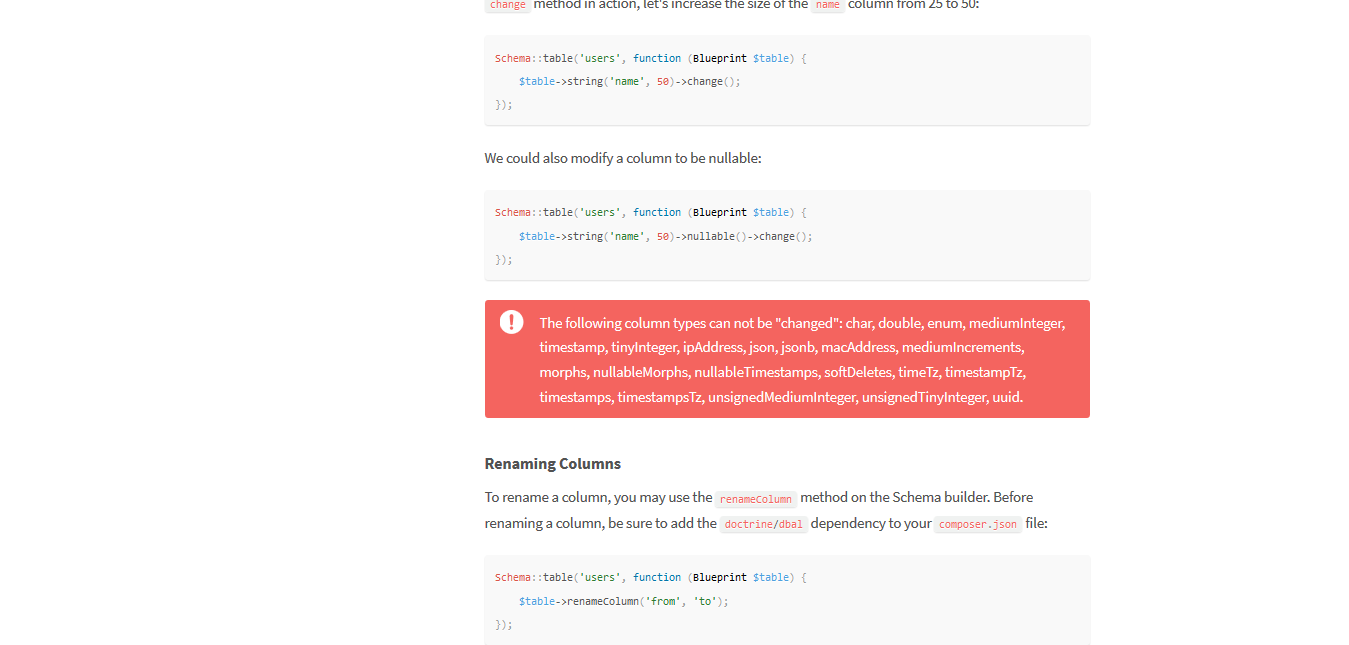 change method in action, let's increase the size of the name column from 25 to 50:
Schema::table('users', function (Blueprint $table) {
    $table->string('name', 50)->change();
});
We could also modify a column to be nullable:
Schema::table('users', function (Blueprint $table) {
    $table->string('name', 50)->nullable()->change();
});
The following column types can not be "changed": char, double, enum, mediumInteger,
timestamp, tinyInteger, ipAddress, json, jsonb, macAddress, mediumIncrements,
morphs, nullableMorphs, nullableTimestamps, softDeletes, timeTz, timestampTz,
timestamps, timestampsTz, unsignedMediumInteger, unsignedTinyInteger, uuid.
Renaming Columns
To rename a column, you may use the renameColumn method on the Schema builder. Before
renaming a column, be sure to add the doctrine/dbal dependency to your composer.json file:
Schema::table('users', function (Blueprint $table) {
    $table->renameColumn('from', 'to');
});